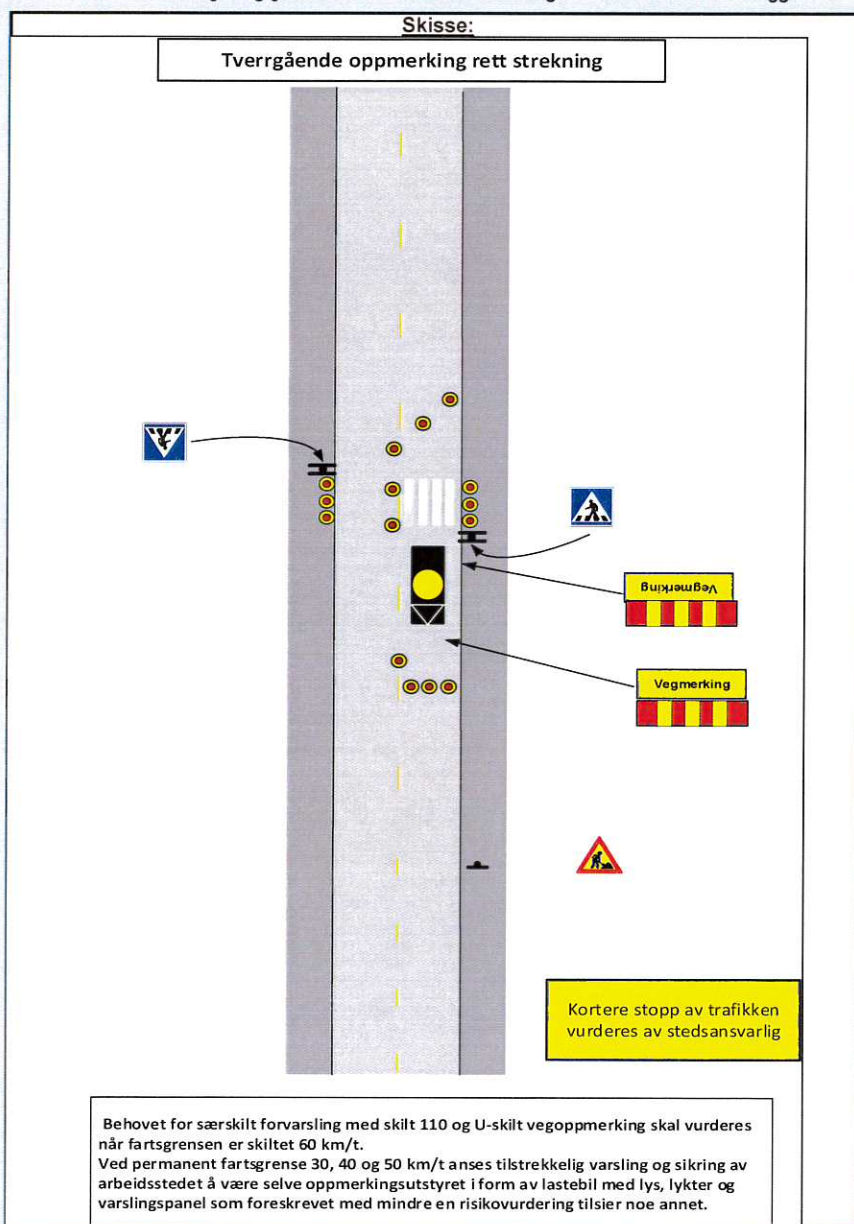 Skisse:
Tverrgående oppmerking rett strekning
Vegmerking
Vegmerking
Kortere stopp av trafikken
vurderes av stedsansvarlig
Behovet for særskilt forvarsling med skilt 110 og U-skilt vegoppmerking skal vurderes
når fartsgrensen er skiltet 60 km/t.
Ved permanent fartsgrense 30, 40 og 50 km/t anses tilstrekkelig varsling og sikring av
arbeidsstedet å være selve oppmerkingsutstyret i form av lastebil med lys, lykter og
varslingspanel som foreskrevet med mindre en risikovurdering tilsier noe annet.